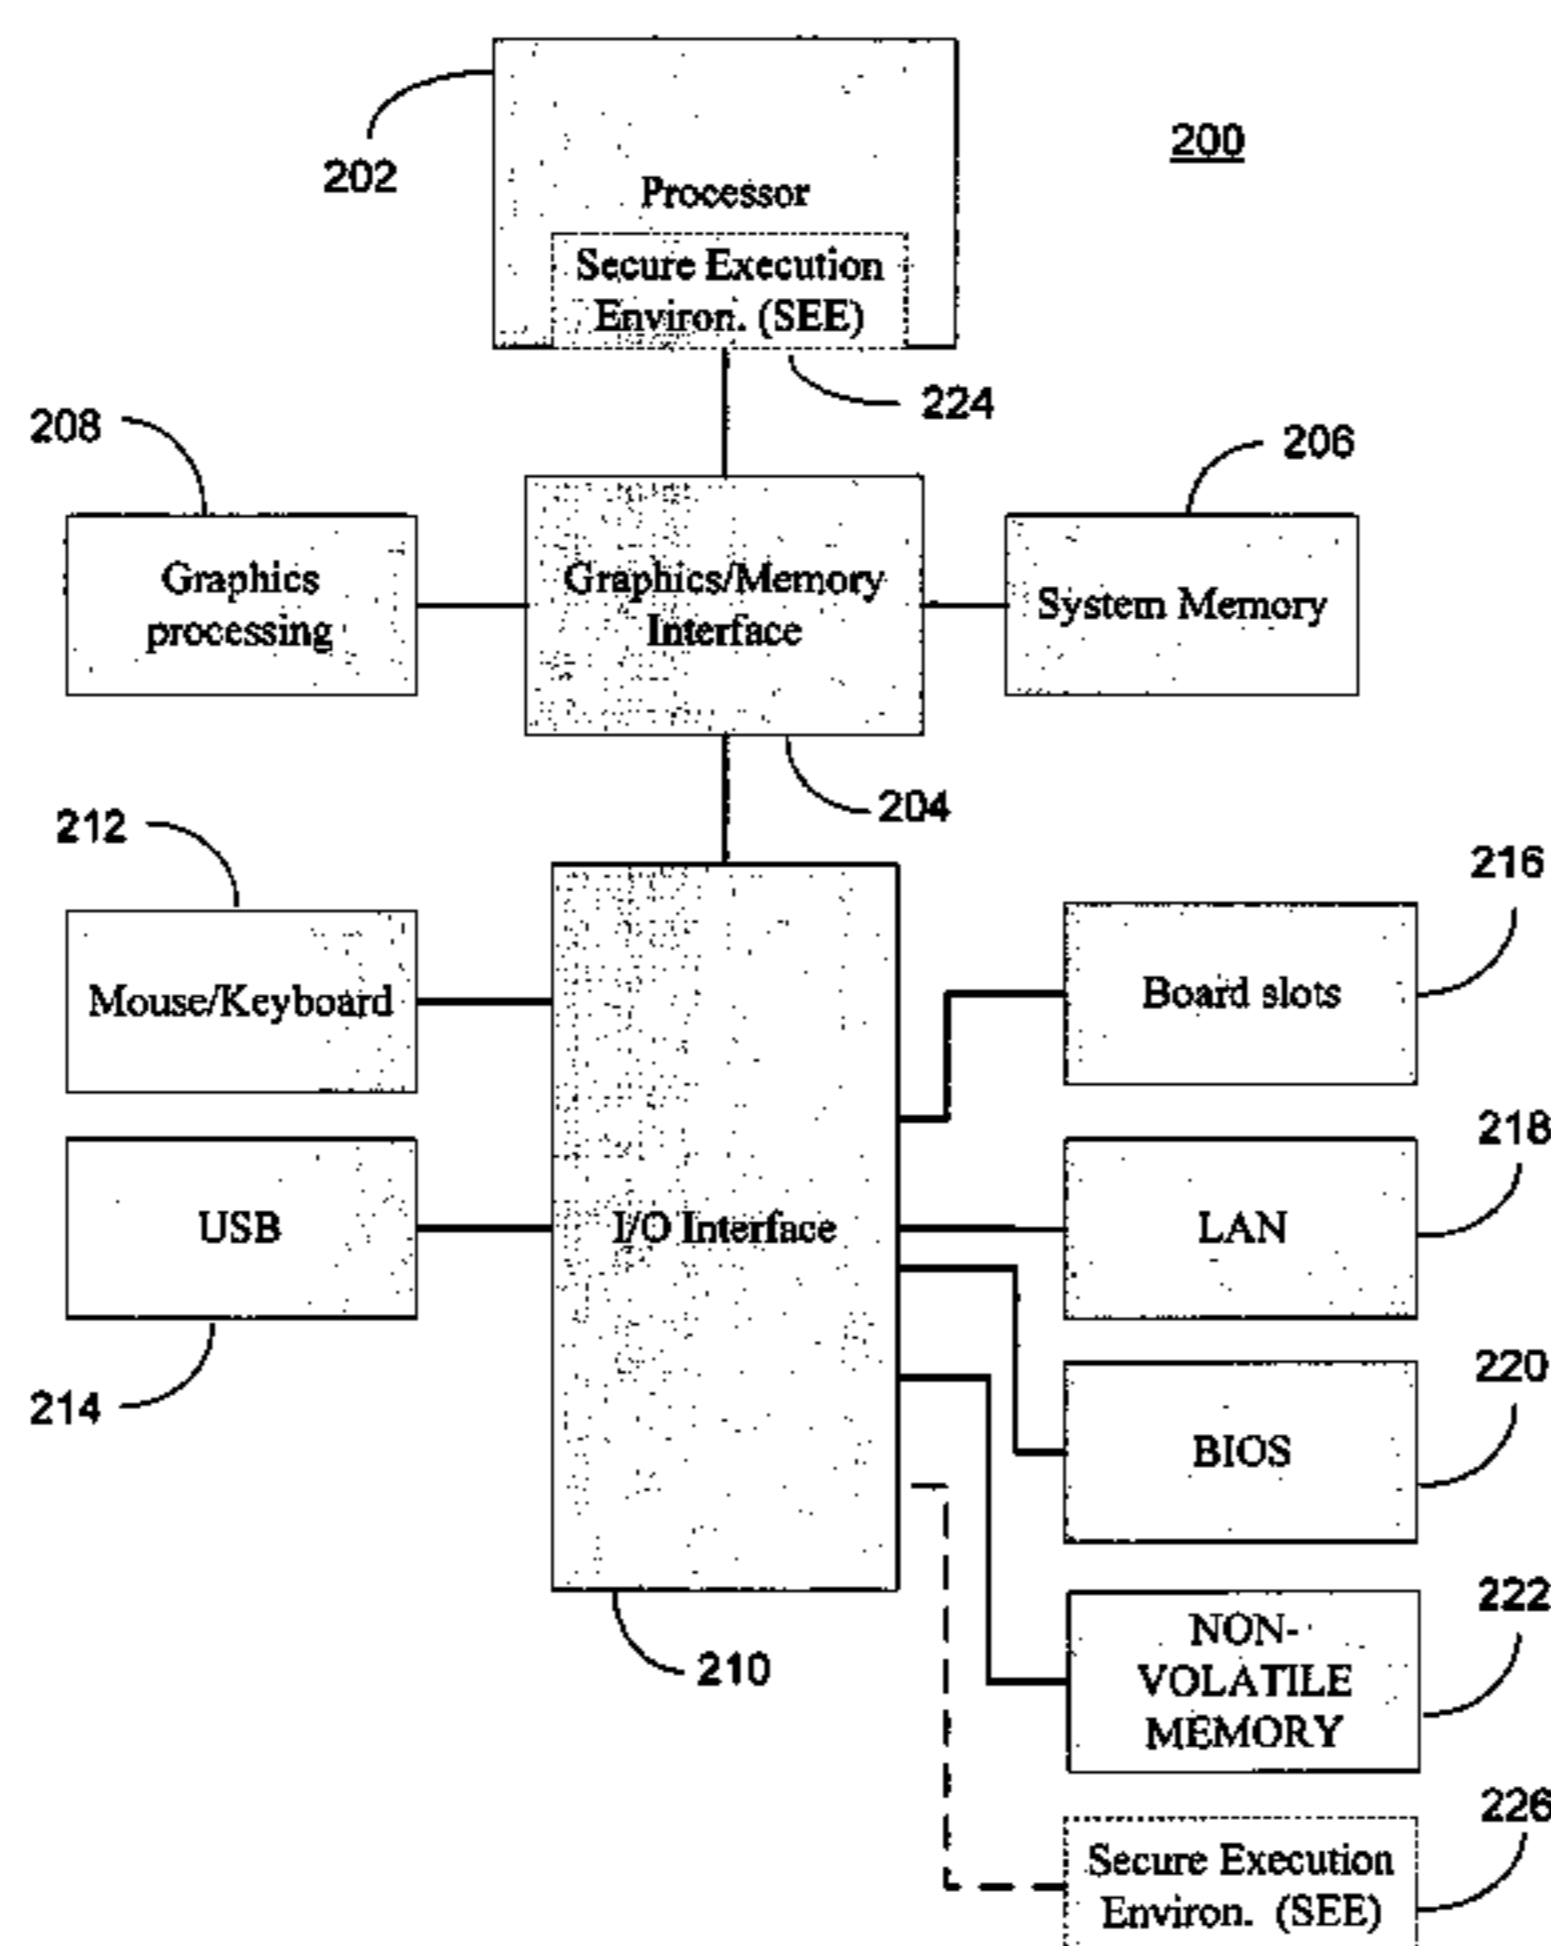 200
202
Processor
Secure Execution
Environ. (SEE)
224
208
206
Graphics
processing
Graphics/Memory
Interface
System Memory
204
212
216
Mouse/Keyboard
Board slots
218
USB
I/O Interface
LAN
214
220
BIOS
210
222
NON-
VOLATILE
MEMORY
226
Secure Execution
Environ. (SEE)